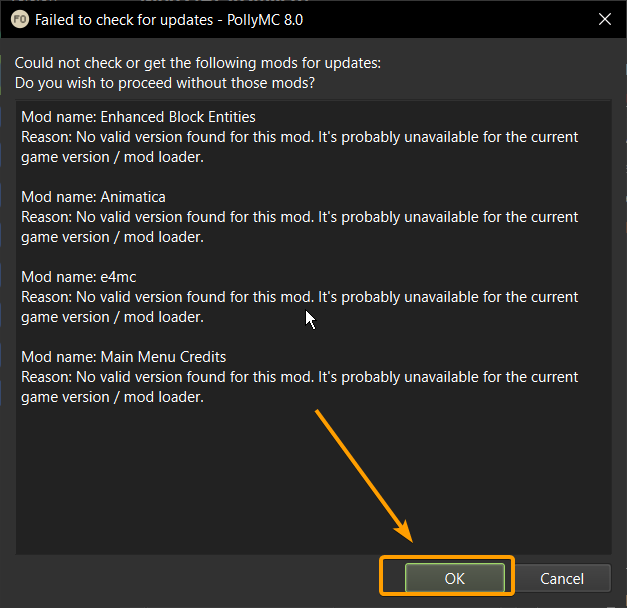 FO Failed to check for updates - PollyMC 8.0
Could not check or get the following mods for updates:
Do you wish to proceed without those mods?
Mod name: Enhanced Block Entities
Reason: No valid version found for this mod. It's probably unavailable for the current
game version / mod loader.
Mod name: Animatica
Reason: No valid version found for this mod. It's probably unavailable for the current
game version / mod loader.
Mod name: e4mc
Reason: No valid version found for this mod. It's probably unavailable for the current
game version / mod loader.
Mod name: Main Menu Credits
Reason: No valid version found for this mod. It's probably unavailable for the current
game version / mod loader.
OK Cancel